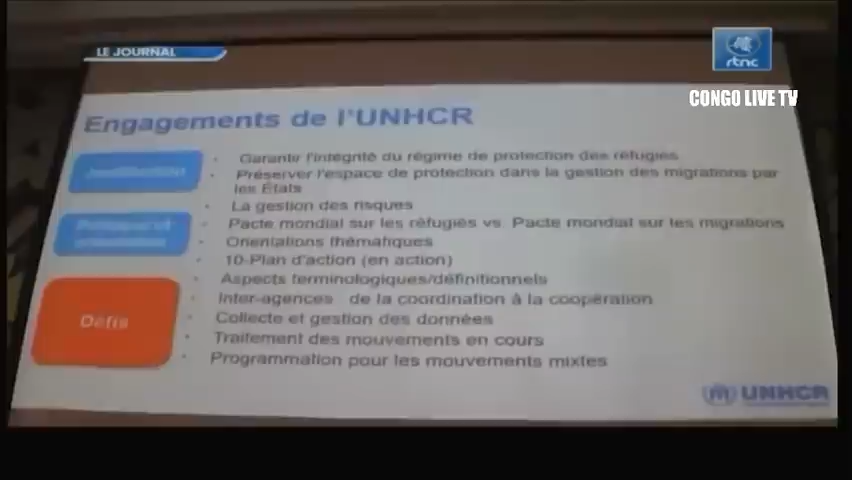 LE JOURNAL
rtnc
CONGO LIVE TV
Engagements de l'UNHCR
Garantir l'intégrité du régime de protection des réfugiés
Préserver l'espace de protection dans la gestion des migrations par
les États
La gestion des risques
Pacte mondial sur les réfugiés vs. Pacte mondial sur les migrations
Orientations thématiques
10-Plan d'action (en action)
Aspects terminologiques/définitionnels
Défis
Inter-agences de la coordination à la coopération
Collecte et gestion des données
Traitement des mouvements en cours
Programmation pour les mouvements mixtes
UNHCR